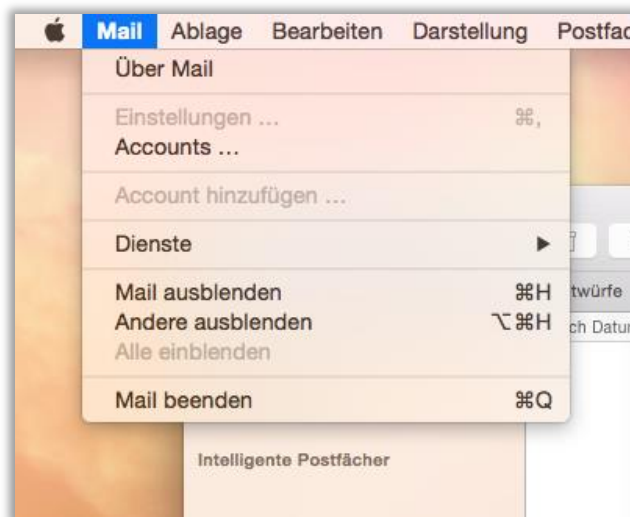 Mail Ablage Bearbeiten Darstellung Postfac
Über Mail
Einstellungen ... ⌘,
Accounts ...
Account hinzufügen ...
Dienste ▶
Mail ausblenden ⌘H
Andere ausblenden ⌥⌘H
Alle einblenden
Mail beenden ⌘Q
twürfe
ch Datur
Intelligente Postfächer